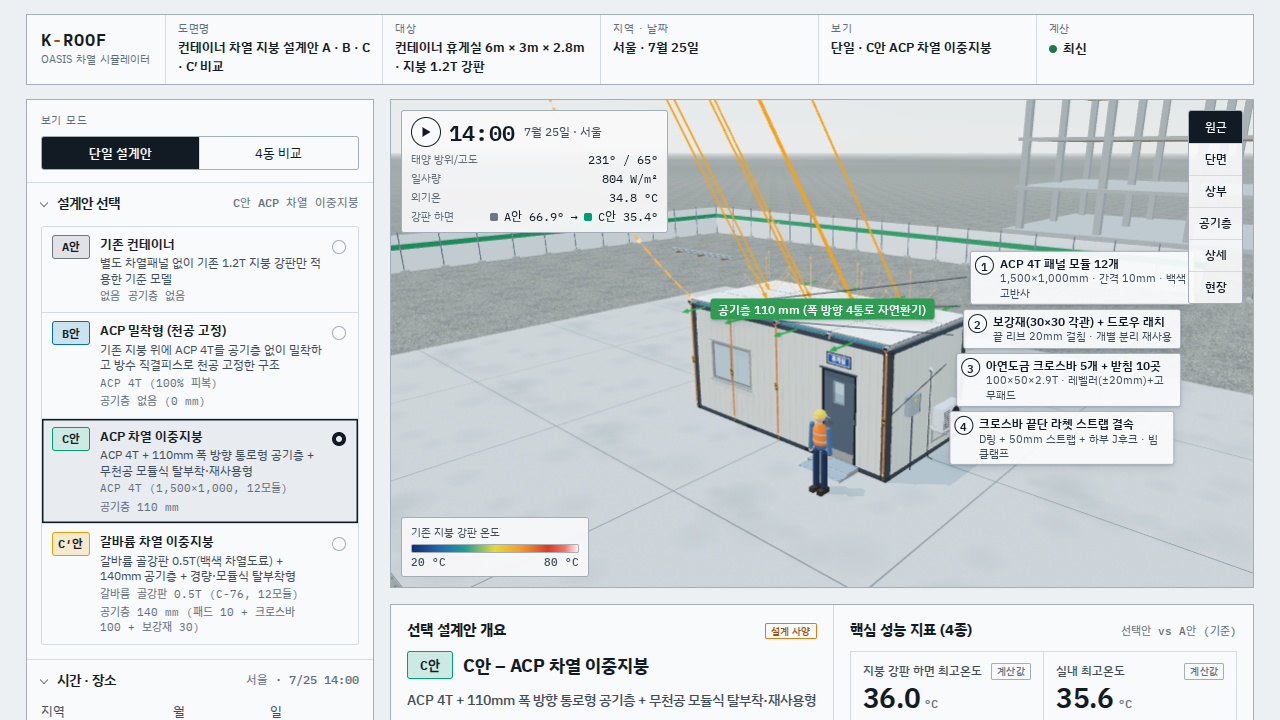 K-ROOF
OASIS 차열 시뮬레이터
도면명
컨테이너 차열 지붕 설계안 A · B · C
· C′ 비교
대상
컨테이너 휴게실 6m × 3m × 2.8m
· 지붕 1.2T 강판
지역 · 날짜
서울 · 7월 25일
보기
단일 · C안 ACP 차열 이중지붕
계산
최신
보기 모드
단일 설계안
4동 비교
설계안 선택
C안 ACP 차열 이중지붕
A안
기존 컨테이너
별도 차열패널 없이 기존 1.2T 지붕 강판만 적
용한 기준 모델
없음 공기층 없음
B안
ACP 밀착형 (천공 고정)
기존 지붕 위에 ACP 4T를 공기층 없이 밀착하
고 방수 직결피스로 천공 고정한 구조
ACP 4T (100% 피복)
공기층 없음 (0 mm)
C안
ACP 차열 이중지붕
ACP 4T + 110mm 폭 방향 통로형 공기층 +
무천공 모듈식 탈부착·재사용형
ACP 4T (1,500×1,000, 12모듈)
공기층 110 mm
C′안
갈바륨 차열 이중지붕
갈바륨 골강판 0.5T(백색 차열도료) +
140mm 공기층 + 경량·모듈식 탈부착형
갈바륨 골강판 0.5T (C-76, 12모듈)
공기층 140 mm (패드 10 + 크로스바
100 + 보강재 30)
시간 · 장소
서울 · 7/25 14:00
지역
월
일
14:00 7월 25일 · 서울
태양 방위/고도 231° / 65°
일사량 804 W/m²
외기온 34.8 °C
강판 하면 A안 66.9° → C안 35.4°
원근
단면
상부
공기층
상세
현장
공기층 110 mm (폭 방향 4통로 자연환기)
1 ACP 4T 패널 모듈 12개
1,500×1,000mm · 간격 10mm · 백색
고반사
2 보강재(30×30 각관) + 드로우 래치
끝 리브 20mm 겹침 · 개별 분리 재사용
3 아연도금 크로스바 5개 + 받침 10곳
100×50×2.9T · 레벨러(±20mm)+고
무패드
4 크로스바 끝단 라쳇 스트랩 결속
D링 + 50mm 스트랩 + 하부 J후크 · 빔
클램프
기존 지붕 강판 온도
20 °C 80 °C
선택 설계안 개요
설계 사양
C안
C안 – ACP 차열 이중지붕
ACP 4T + 110mm 폭 방향 통로형 공기층 + 무천공 모듈식 탈부착·재사용형
핵심 성능 지표 (4종)
선택안 vs A안 (기준)
지붕 강판 하면 최고온도 계산값
36.0 °C
실내 최고온도 계산값
35.6 °C